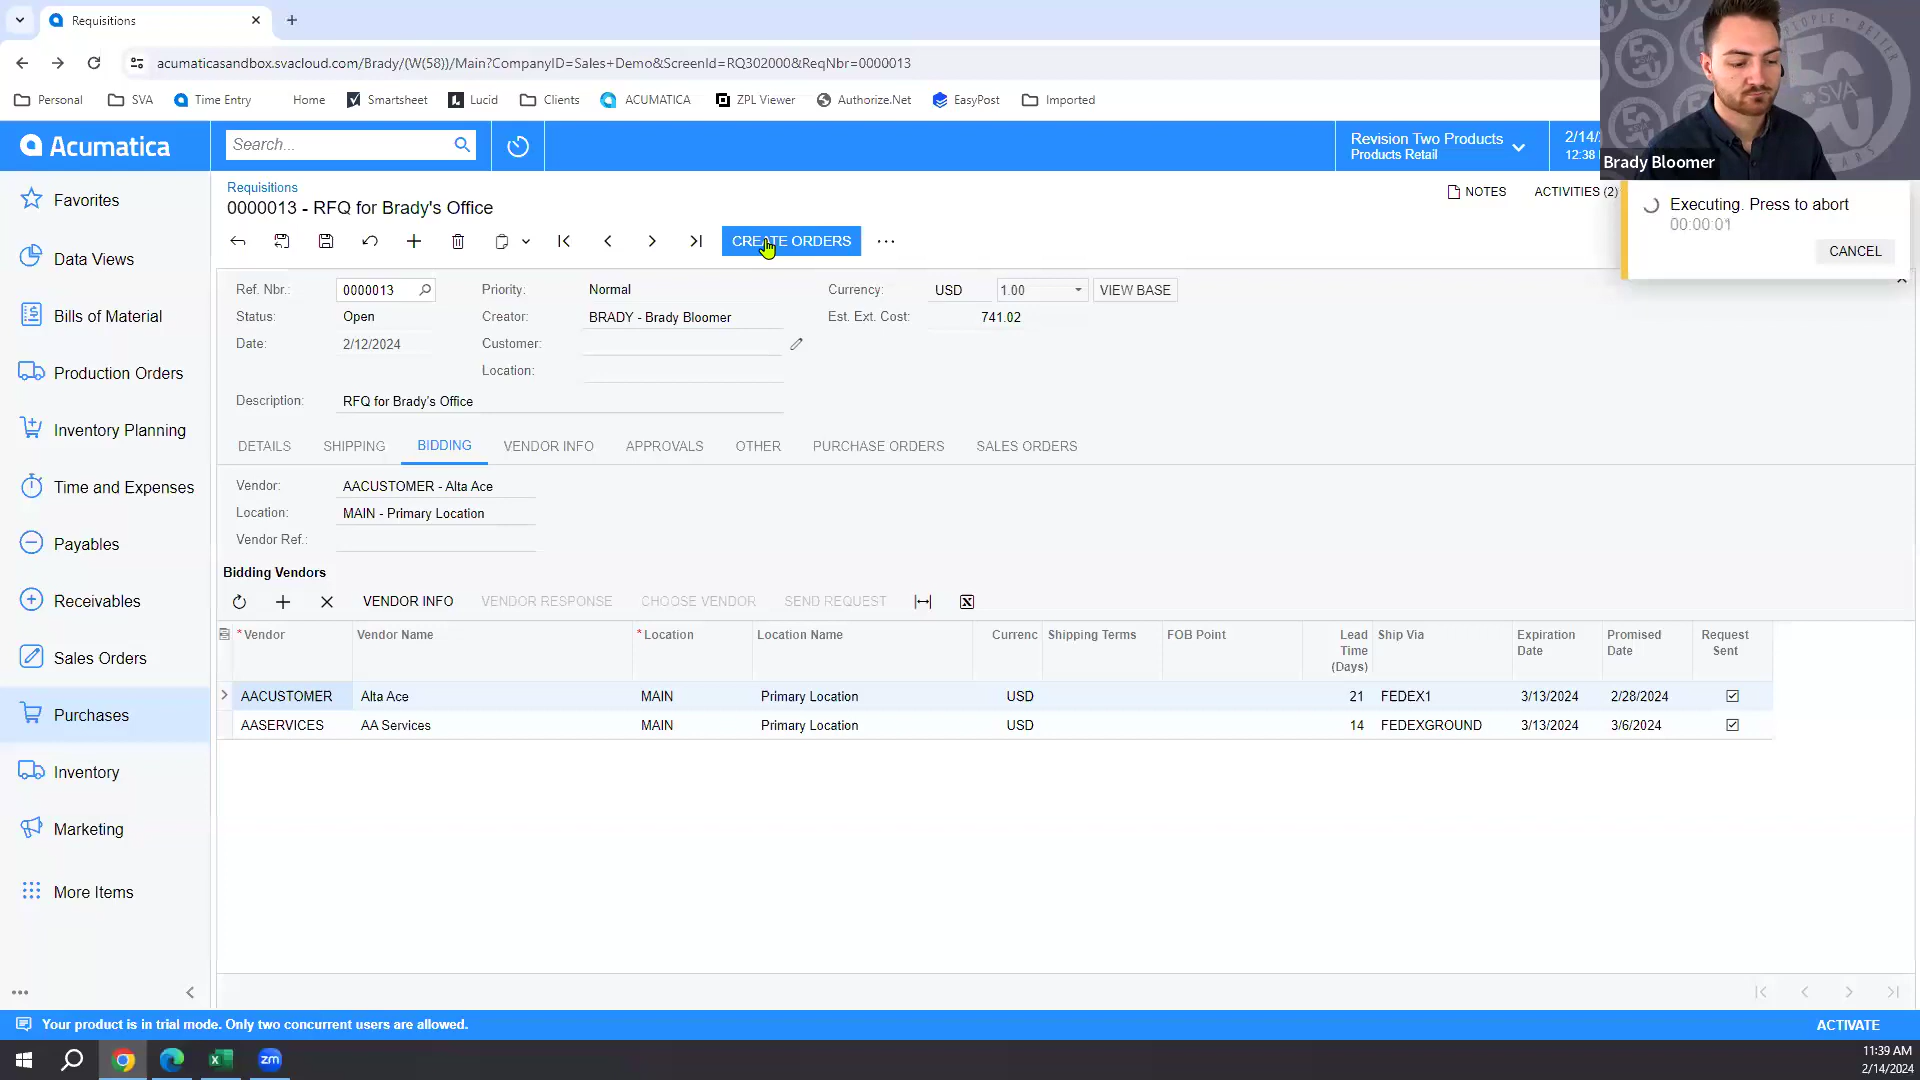 Requisitions
acumaticasandbox.svacloud.com/Brady/(W(58))/Main?CompanyID=Sales+Demo&ScreenId=RQ302000&ReqNbr=0000013
Personal SVA Time Entry Home Smartsheet Lucid Clients ACUMATICA ZPL Viewer Authorize.Net EasyPost Imported
Acumatica
Search...
Revision Two Products
Products Retail
2/14/
12:38
Brady Bloomer
Executing. Press to abort
00:00:01
CANCEL
Favorites
Data Views
Bills of Material
Production Orders
Inventory Planning
Time and Expenses
Payables
Receivables
Sales Orders
Purchases
Inventory
Marketing
More Items
Requisitions
0000013 - RFQ for Brady's Office
NOTES ACTIVITIES (2)
CREATE ORDERS
Ref. Nbr.: 0000013 Priority: Normal Currency: USD 1.00 VIEW BASE
Status: Open Creator: BRADY - Brady Bloomer Est. Ext. Cost: 741.02
Date: 2/12/2024 Customer:
Location:
Description: RFQ for Brady's Office
DETAILS SHIPPING BIDDING VENDOR INFO APPROVALS OTHER PURCHASE ORDERS SALES ORDERS
Vendor: AACUSTOMER - Alta Ace
Location: MAIN - Primary Location
Vendor Ref.:
Bidding Vendors
VENDOR INFO VENDOR RESPONSE CHOOSE VENDOR SEND REQUEST
*Vendor Vendor Name *Location Location Name Currenc Shipping Terms FOB Point Lead Time (Days) Ship Via Expiration Date Promised Date Request Sent
AACUSTOMER Alta Ace MAIN Primary Location USD 21 FEDEX1 3/13/2024 2/28/2024
AASERVICES AA Services MAIN Primary Location USD 14 FEDEXGROUND 3/13/2024 3/6/2024
Your product is in trial mode. Only two concurrent users are allowed.
ACTIVATE
zm
11:39 AM
2/14/2024